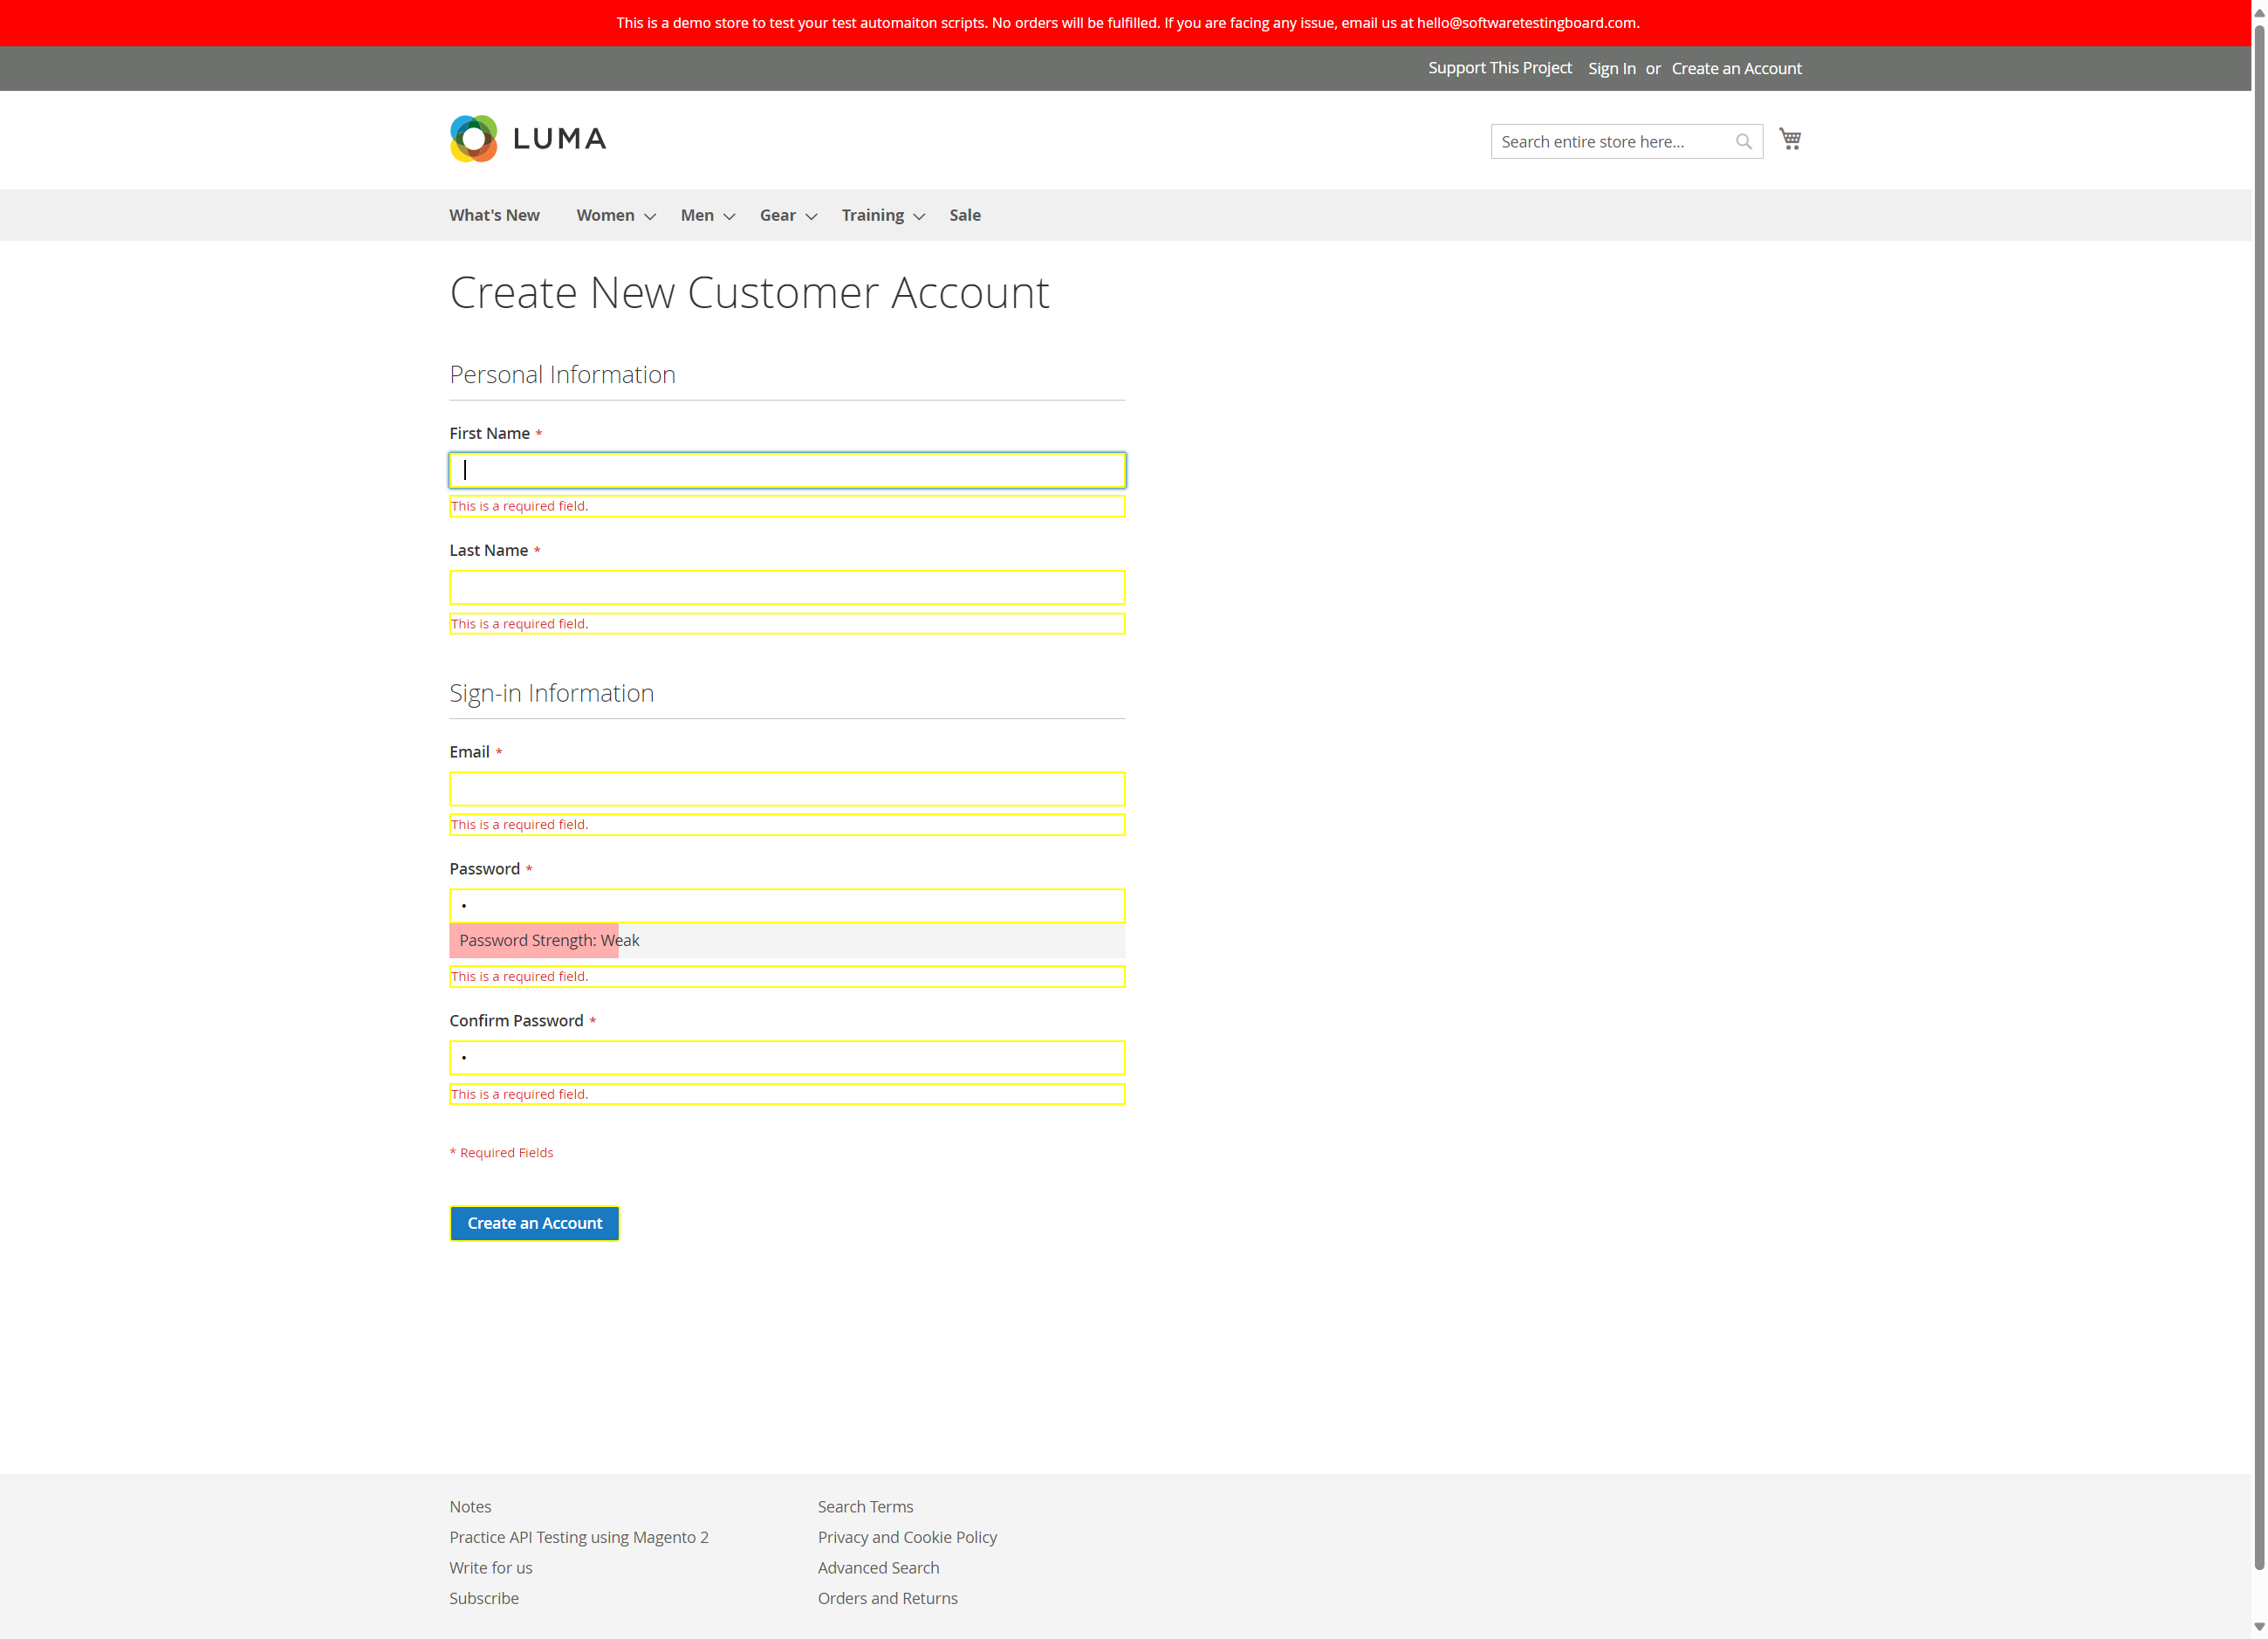 This is a demo store to test your test automaiton scripts. No orders will be fulfilled. If you are facing any issue, email us at hello@softwaretestingboard.com.
Support This Project Sign In or Create an Account
LUMA
Search entire store here...
What's New Women Men Gear Training Sale
Create New Customer Account
Personal Information
First Name *
This is a required field.
Last Name *
This is a required field.
Sign-in Information
Email *
This is a required field.
Password *
•
Password Strength: Weak
This is a required field.
Confirm Password *
•
This is a required field.
* Required Fields
Create an Account
Notes
Practice API Testing using Magento 2
Write for us
Subscribe
Search Terms
Privacy and Cookie Policy
Advanced Search
Orders and Returns